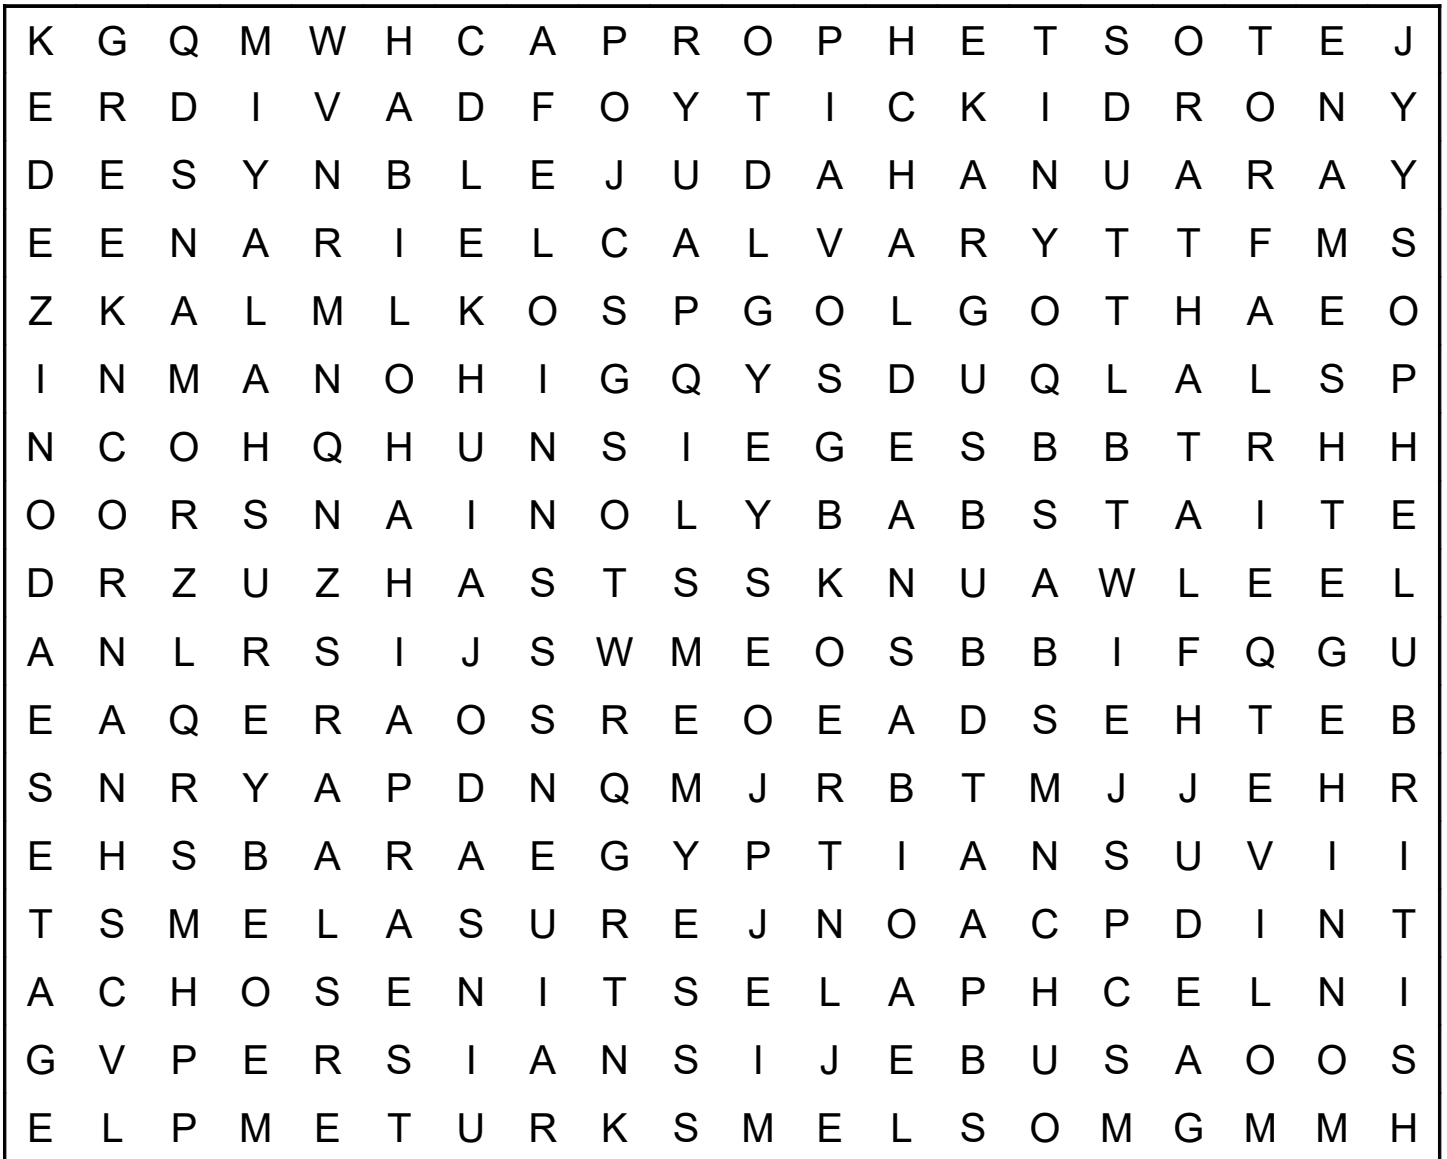 K G Q M W H C A P R O P H E T S O T E J
E R D I V A D F O Y T I C K I D R O N Y
D E S Y N B L E J U D A H A N U A R A Y
E E N A R I E L C A L V A R Y T T F M S
Z K A L M L K O S P G O L G O T H A E O
I N M A N O H I G Q Y S D U Q L A L S P
N C O H Q H U N S I E G E S B B T R H H
O O R S N A I N O L Y B A B S T A I T E
D R Z U Z H A S T S S K N U A W L E E L
A N L R S I J S W M E O S B B I F Q G U
E A Q E R A O S R E O E A D S E H T E B
S N R Y A P D N Q M J R B T M J J E H R
E H S B A R A E G Y P T I A N S U V I I
T S M E L A S U R E J N O A C P D I N T
A C H O S E N I T S E L A P H C E L N I
G V P E R S I A N S I J E B U S A O O S
E L P M E T U R K S M E L S O M G M M H